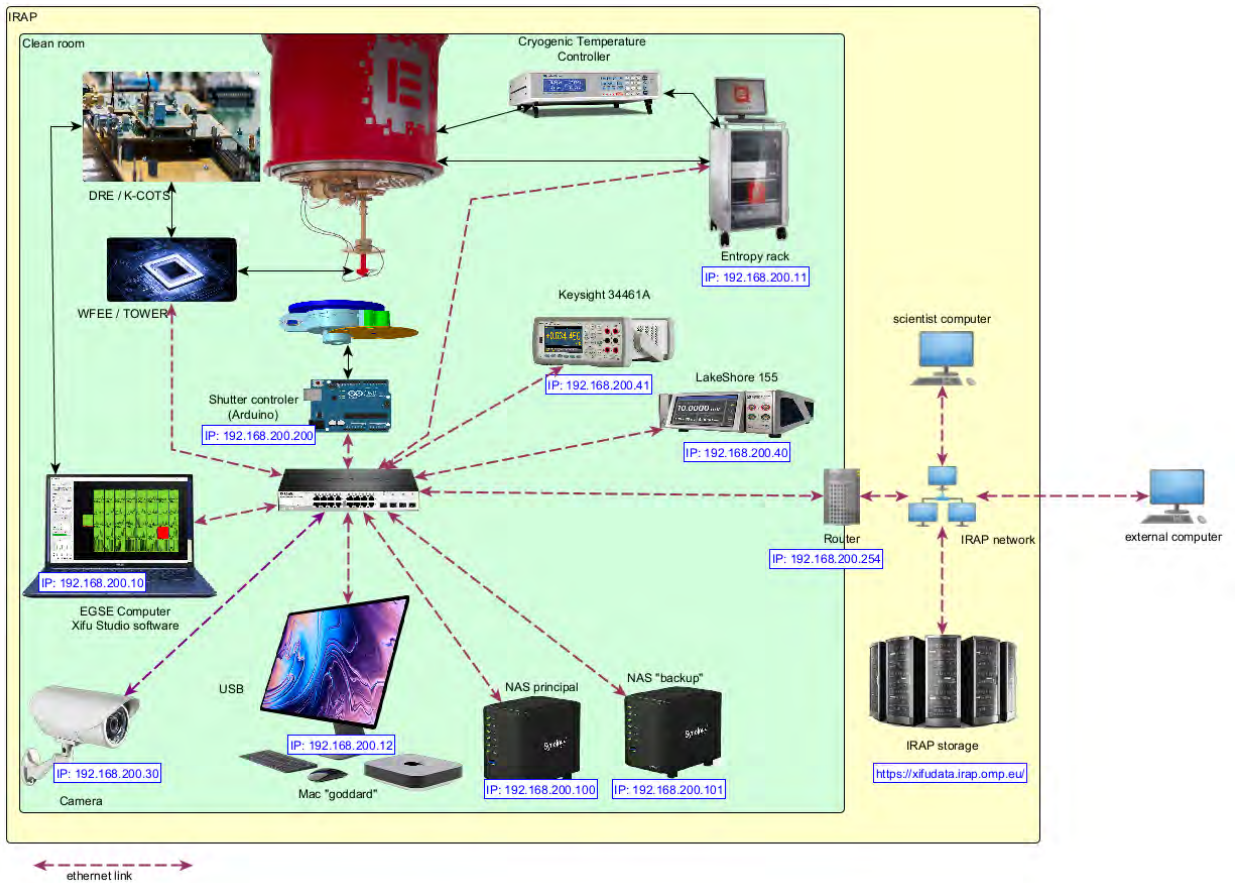 IRAP
Clean room
Cryogenic Temperature
Controller
DRE / K-COTS
Entropy rack
IP: 192.168.200.11
WFEE / TOWER
Keysight 34461A
IP: 192.168.200.41
scientist computer
LakeShore 155
10.0000
IP: 192.168.200.40
Shutter controler
(Arduino)
IP: 192.168.200.200
Router
IP: 192.168.200.254
IRAP network
external computer
IP: 192.168.200.10
EGSE Computer
Xifu Studio software
USB
IP: 192.168.200.12
Mac "goddard"
NAS principal
IP: 192.168.200.100
NAS "backup"
IP: 192.168.200.101
IRAP storage
https://xifudata.irap.omp.eu/
IP: 192.168.200.30
Camera
ethernet link